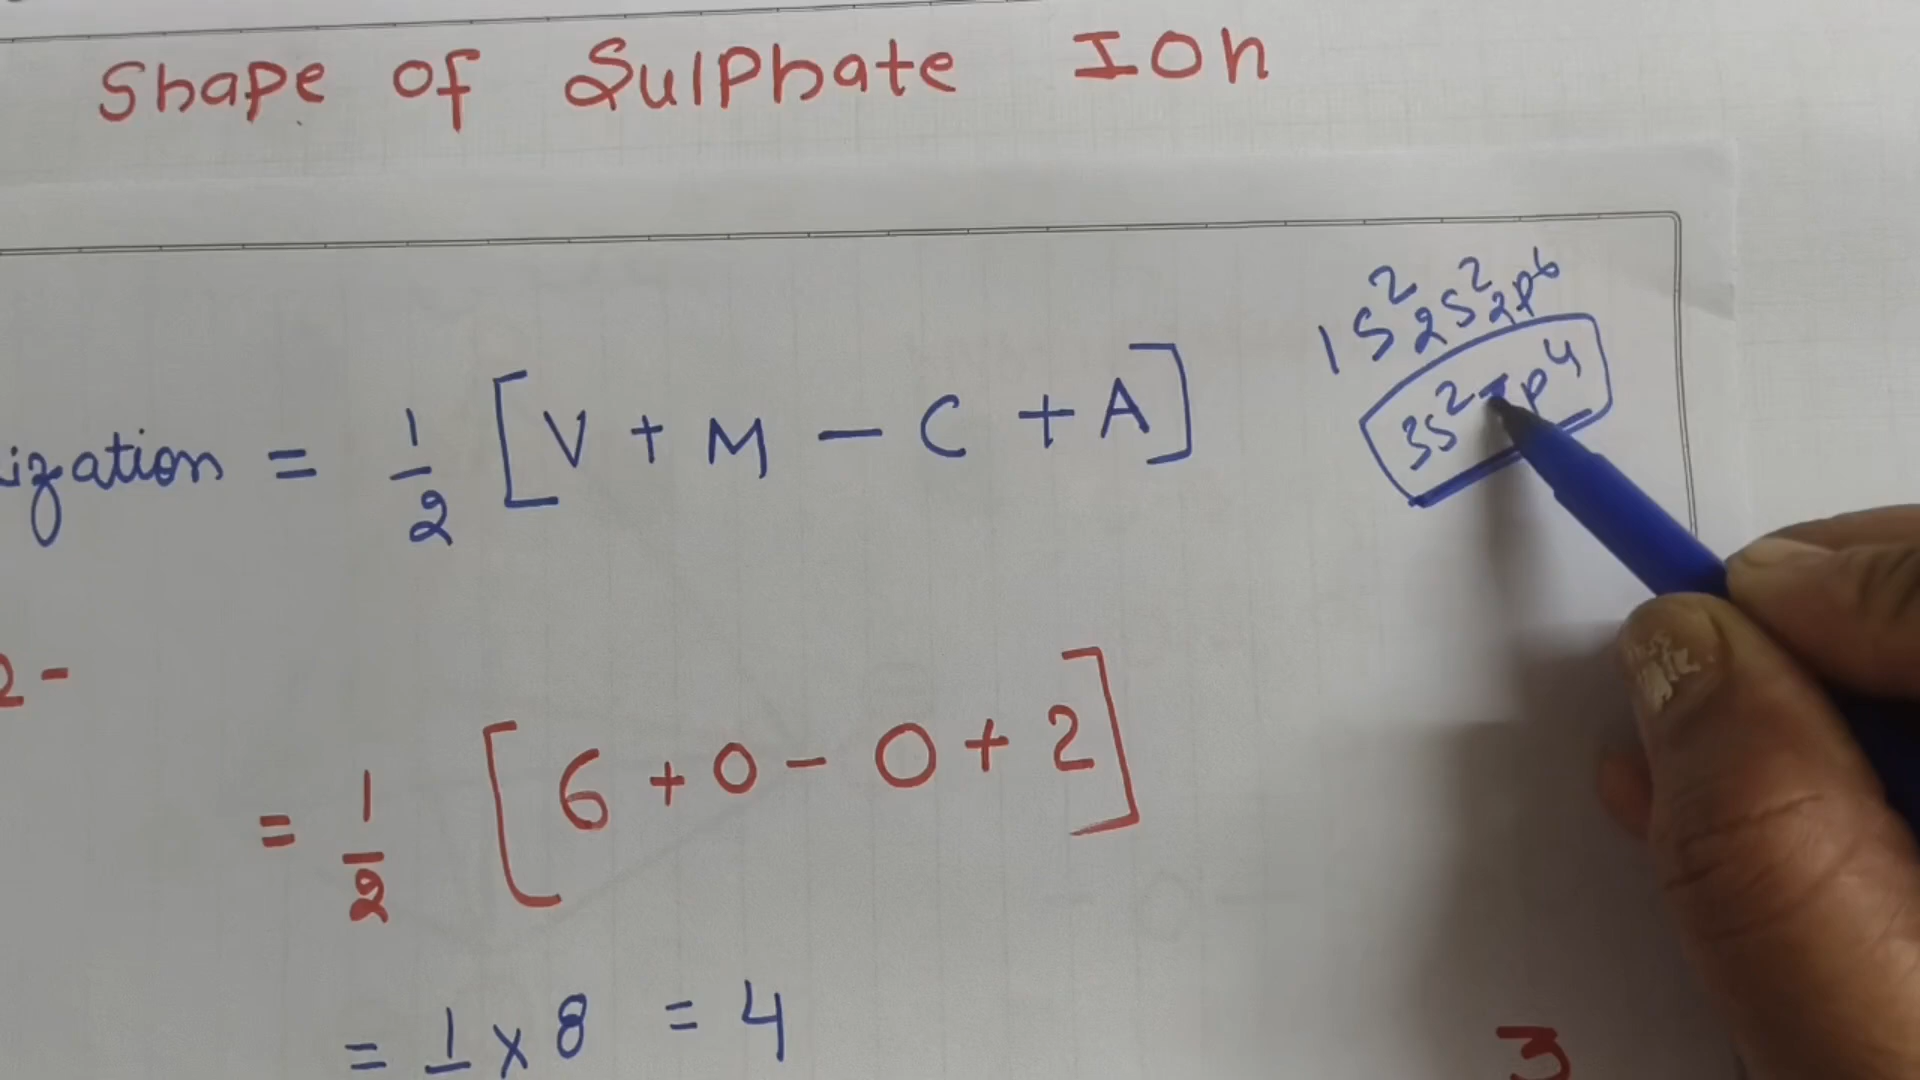 Shape of Sulphate Ion
1s² 2s² 2p⁶
3s² p⁴
ization = 1/2 [V + M - C + A]
2-
= 1/2 [6 + 0 - 0 + 2]
= 1 x 8 = 4